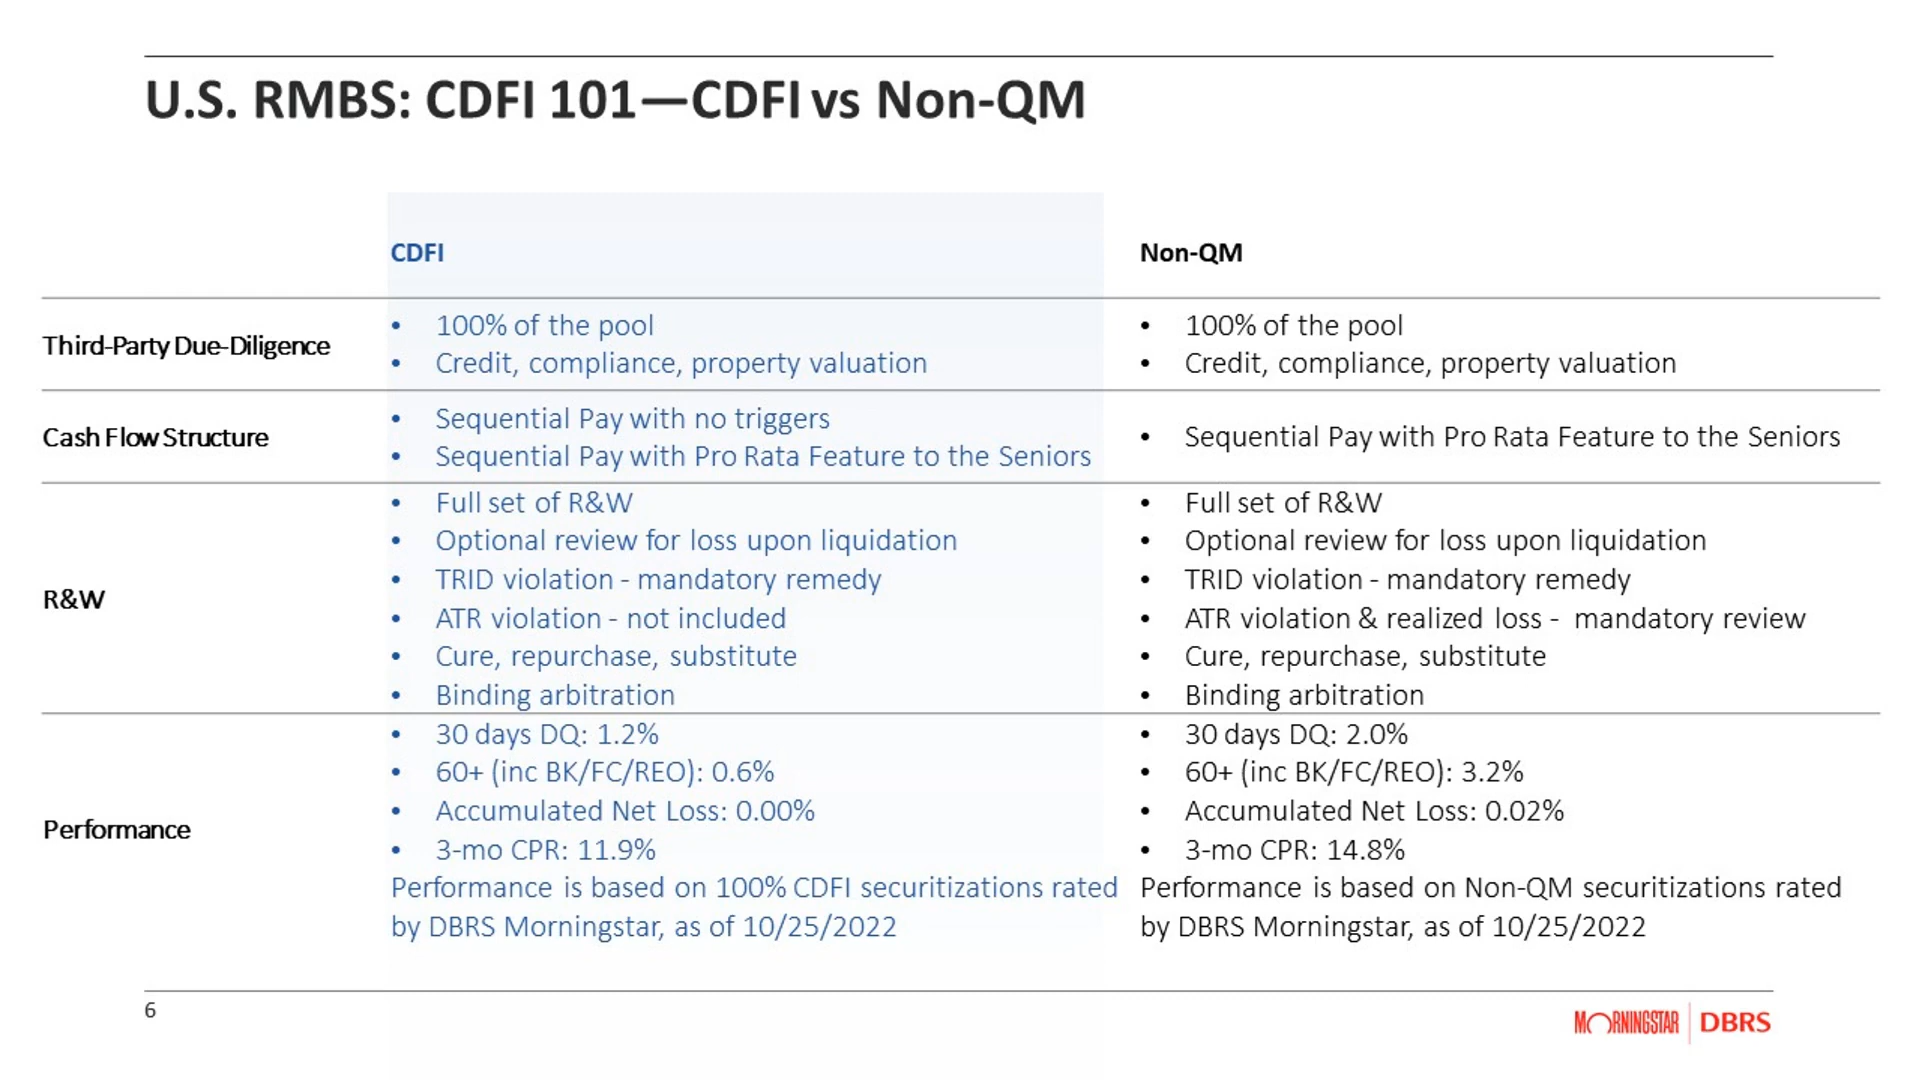 U.S. RMBS: CDFI 101—CDFI vs Non-QM
CDFI
Non-QM
Third-Party Due-Diligence
• 100% of the pool
• Credit, compliance, property valuation
• 100% of the pool
• Credit, compliance, property valuation
Cash Flow Structure
• Sequential Pay with no triggers
• Sequential Pay with Pro Rata Feature to the Seniors
• Sequential Pay with Pro Rata Feature to the Seniors
R&W
• Full set of R&W
• Optional review for loss upon liquidation
• TRID violation - mandatory remedy
• ATR violation - not included
• Cure, repurchase, substitute
• Binding arbitration
• Full set of R&W
• Optional review for loss upon liquidation
• TRID violation - mandatory remedy
• ATR violation & realized loss - mandatory review
• Cure, repurchase, substitute
• Binding arbitration
Performance
• 30 days DQ: 1.2%
• 60+ (inc BK/FC/REO): 0.6%
• Accumulated Net Loss: 0.00%
• 3-mo CPR: 11.9%
Performance is based on 100% CDFI securitizations rated
by DBRS Morningstar, as of 10/25/2022
• 30 days DQ: 2.0%
• 60+ (inc BK/FC/REO): 3.2%
• Accumulated Net Loss: 0.02%
• 3-mo CPR: 14.8%
Performance is based on Non-QM securitizations rated
by DBRS Morningstar, as of 10/25/2022
6
MORNINGSTAR | DBRS